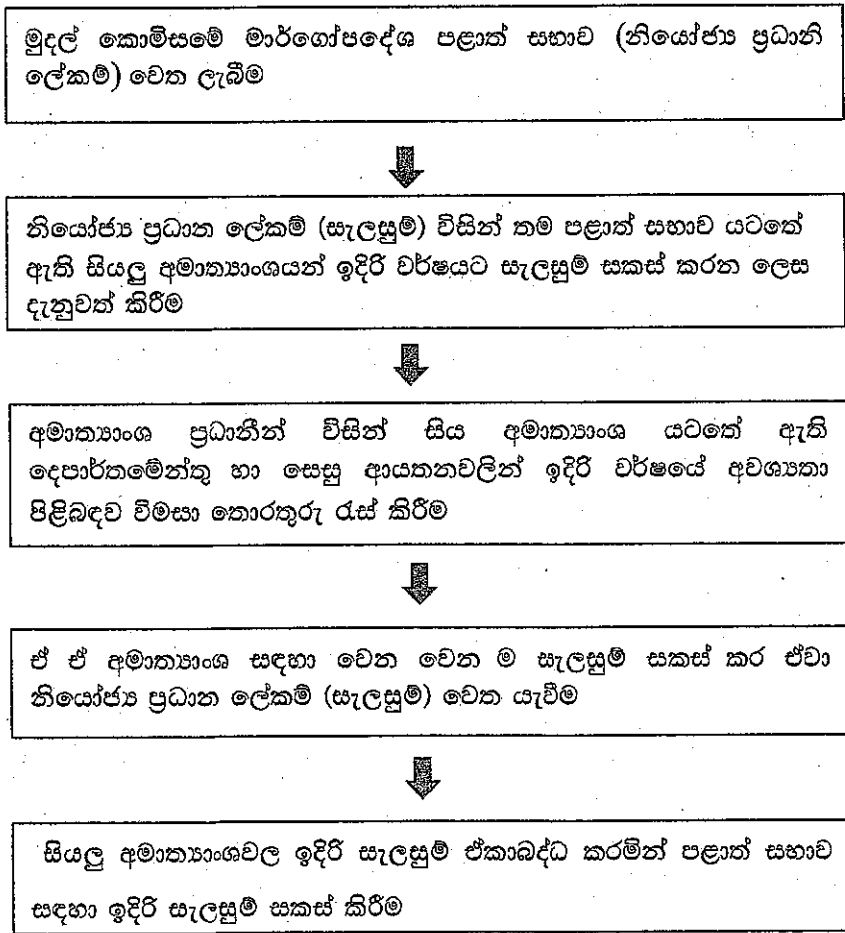 මුදල් කොමිසමේ මාර්ගෝපදේශ පළාත් සභාව (නියෝජ්‍ය ප්‍රධානි
ලේකම්) වෙත ලැබීම
නියෝජ්‍ය ප්‍රධාන ලේකම් (සැලසුම්) විසින් තම පළාත් සභාව යටතේ
ඇති සියලු අමාත්‍යාංශයන් ඉදිරි වර්ෂයට සැලසුම් සකස් කරන ලෙස
දැනුවත් කිරීම
අමාත්‍යාංශ ප්‍රධානීන් විසින් සිය අමාත්‍යාංශ යටතේ ඇති
දෙපාර්තමේන්තු හා සෙසු ආයතනවලින් ඉදිරි වර්ෂයේ අවශ්‍යතා
පිළිබඳව විමසා තොරතුරු රැස් කිරීම
ඒ ඒ අමාත්‍යාංශ සඳහා වෙන වෙන ම සැලසුම් සකස් කර ඒවා
නියෝජ්‍ය ප්‍රධාන ලේකම් (සැලසුම්) වෙත යැවීම
සියලු අමාත්‍යාංශවල ඉදිරි සැලසුම් ඒකාබද්ධ කරමින් පළාත් සභාව
සඳහා ඉදිරි සැලසුම් සකස් කිරීම